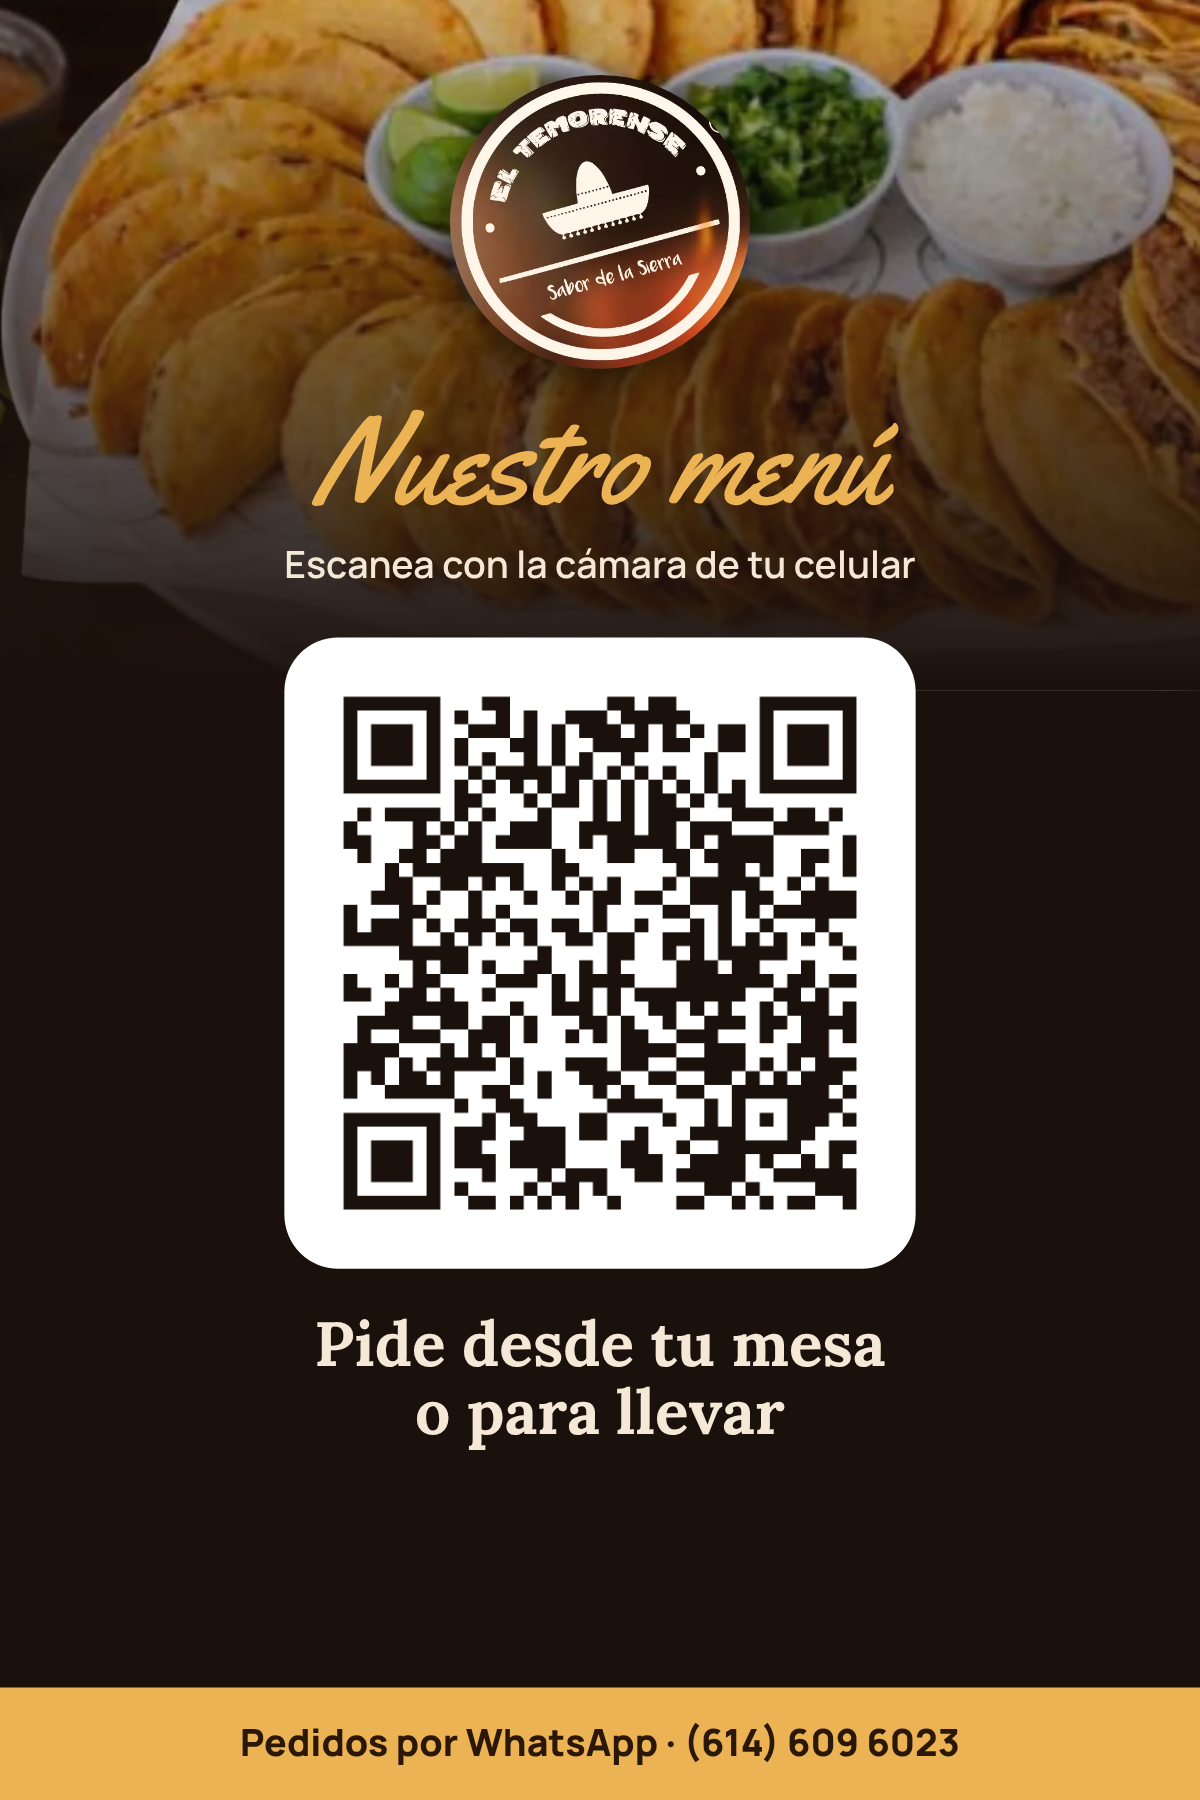 EL TEMORENSE
Sabor de la Sierra
Nuestro menú
Escanea con la cámara de tu celular
Pide desde tu mesa
o para llevar
Pedidos por WhatsApp · (614) 609 6023